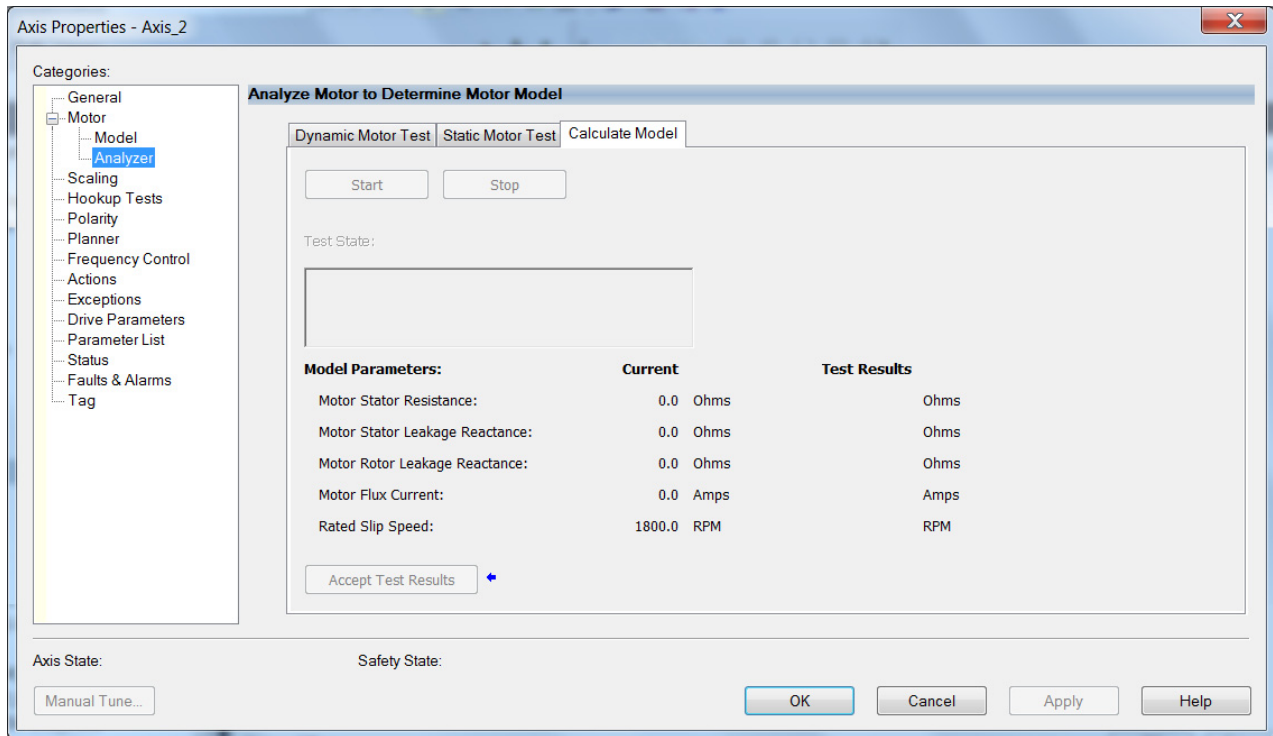 Axis Properties - Axis_2
X
Categories:
General
Motor
Model
Analyzer
Scaling
Hookup Tests
Polarity
Planner
Frequency Control
Actions
Exceptions
Drive Parameters
Parameter List
Status
Faults & Alarms
Tag
Analyze Motor to Determine Motor Model
Dynamic Motor Test Static Motor Test Calculate Model
Start Stop
Test State:
Model Parameters: Current Test Results
Motor Stator Resistance: 0.0 Ohms Ohms
Motor Stator Leakage Reactance: 0.0 Ohms Ohms
Motor Rotor Leakage Reactance: 0.0 Ohms Ohms
Motor Flux Current: 0.0 Amps Amps
Rated Slip Speed: 1800.0 RPM RPM
Accept Test Results
Axis State: Safety State:
Manual Tune... OK Cancel Apply Help